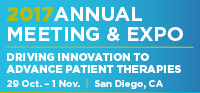 2017 ANNUAL
MEETING & EXPO
DRIVING INNOVATION TO
ADVANCE PATIENT THERAPIES
29 Oct. – 1 Nov. | San Diego, CA